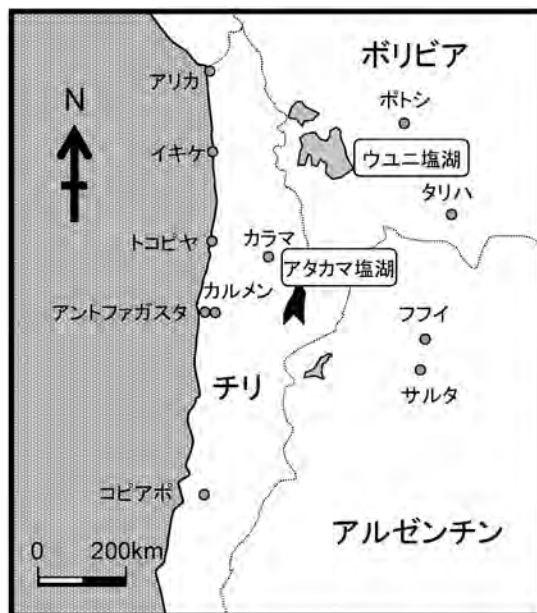 ボリビア
アリカ
N
ポトシ
イキケ
ウユニ塩湖
タリハ
トコピヤ
カラマ
アタカマ塩湖
カルメン
アントファガスタ
フフイ
チリ
サルタ
コピアポ
アルゼンチン
0 200km